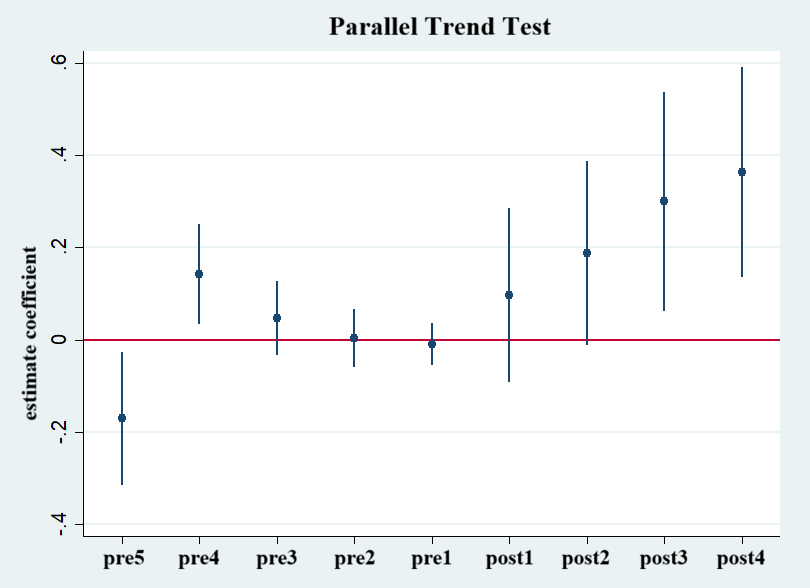 Parallel Trend Test
estimate coefficient
.6
.4
.2
0
-.2
-.4
pre5 pre4 pre3 pre2 pre1 post1 post2 post3 post4